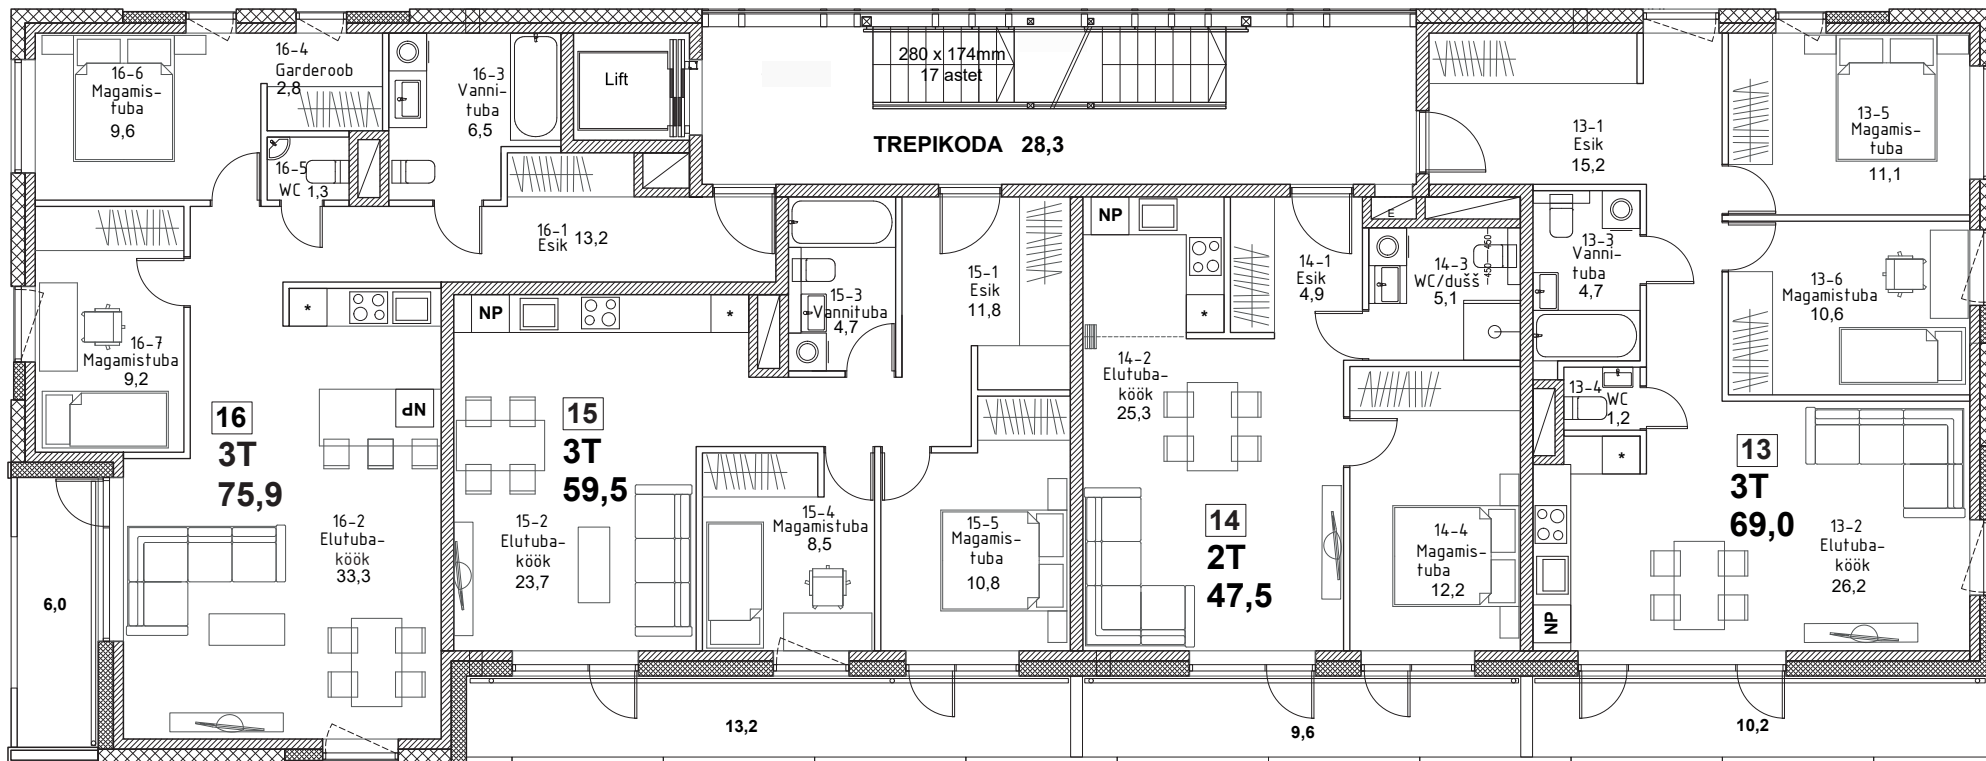 16-6
Magamis-
tuba
9,6
16-4
Garderoob
2,8
16-3
Vanni-
tuba
6,5
Lift
280 x 174mm
17 astet
TREPIKODA 28,3
13-1
Esik
15,2
13-5
Magamis-
tuba
11,1
16-5
WC 1,3
16-1
Esik 13,2
15-3
Vannituba
4,7
15-1
Esik
11,8
NP
14-1
Esik
4,9
E
14-3
WC/dušš
5,1
450
450
13-3
Vanni-
tuba
4,7
13-6
Magamistuba
10,6
16-7
Magamistuba
9,2
*
NP
*
*
14-2
Elutuba-
köök
25,3
13-4
WC
1,2
*
NP
16
3T
75,9
15
3T
59,5
14
2T
47,5
13
3T
69,0
16-2
Elutuba-
köök
33,3
15-2
Elutuba-
köök
23,7
15-4
Magamistuba
8,5
15-5
Magamis-
tuba
10,8
14-4
Magamis-
tuba
12,2
13-2
Elutuba-
köök
26,2
NP
6,0
13,2
9,6
10,2